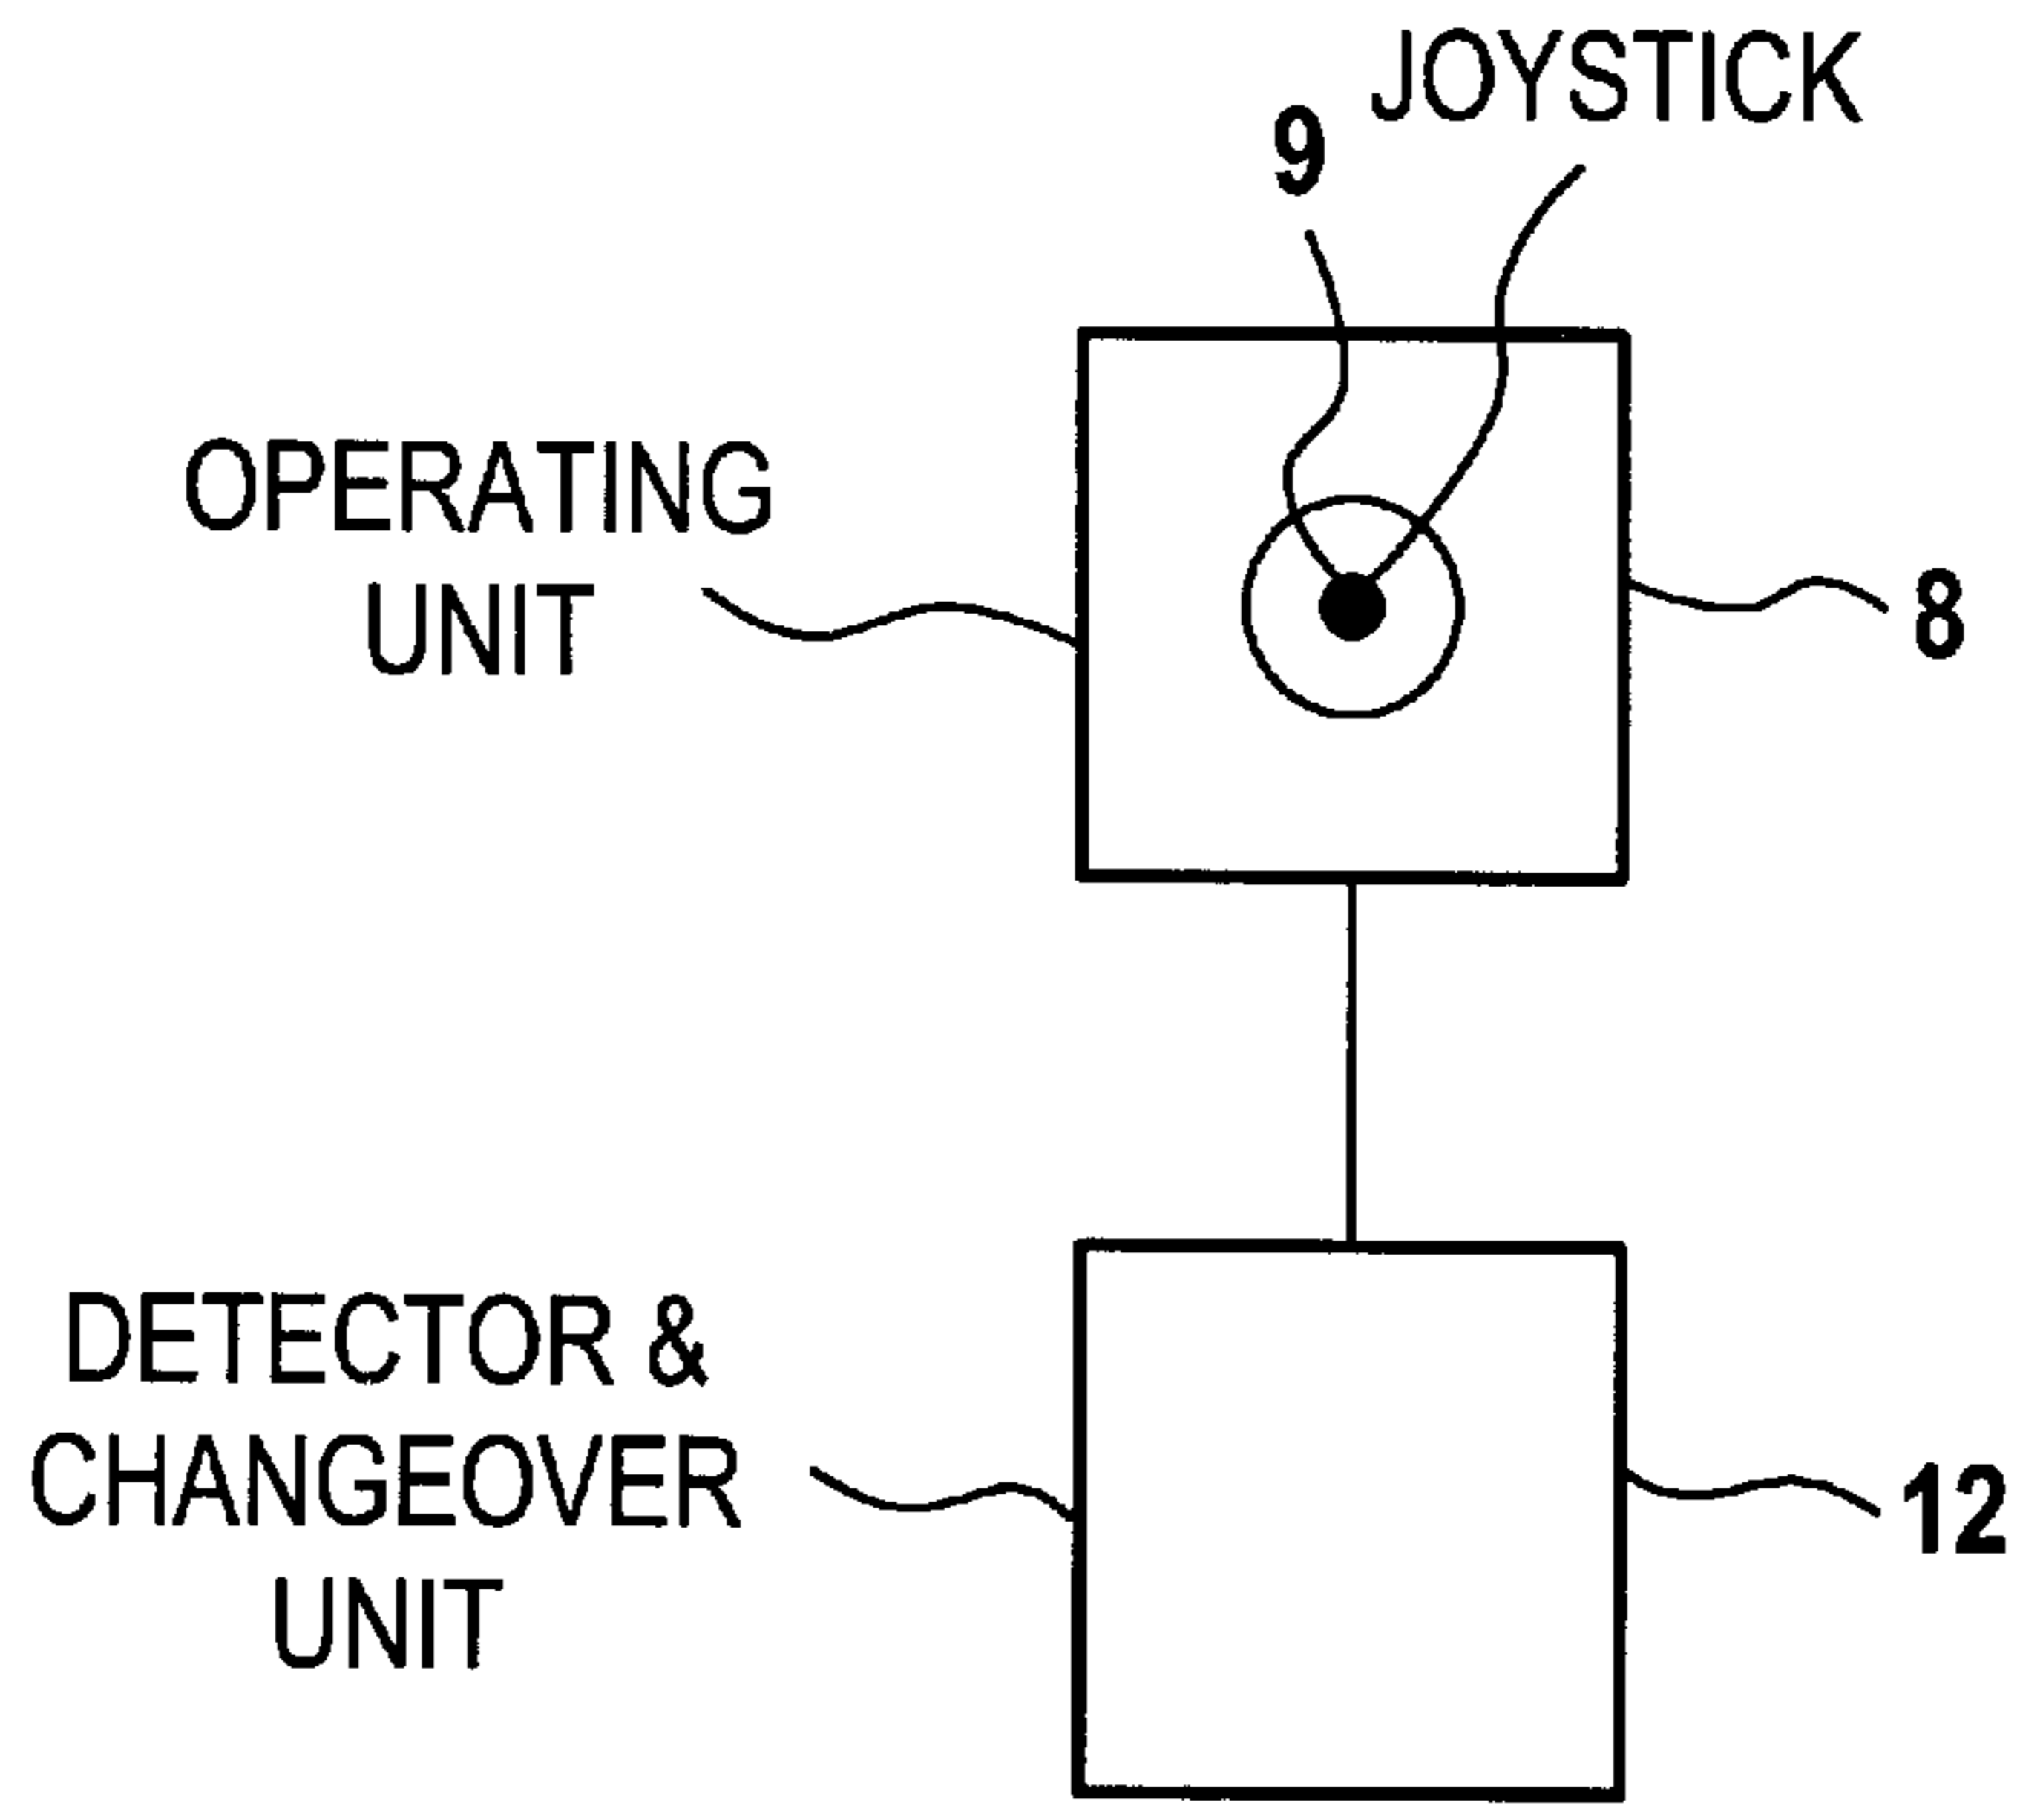 JOYSTICK
9
OPERATING
UNIT
8
DETECTOR &
CHANGEOVER
UNIT
12